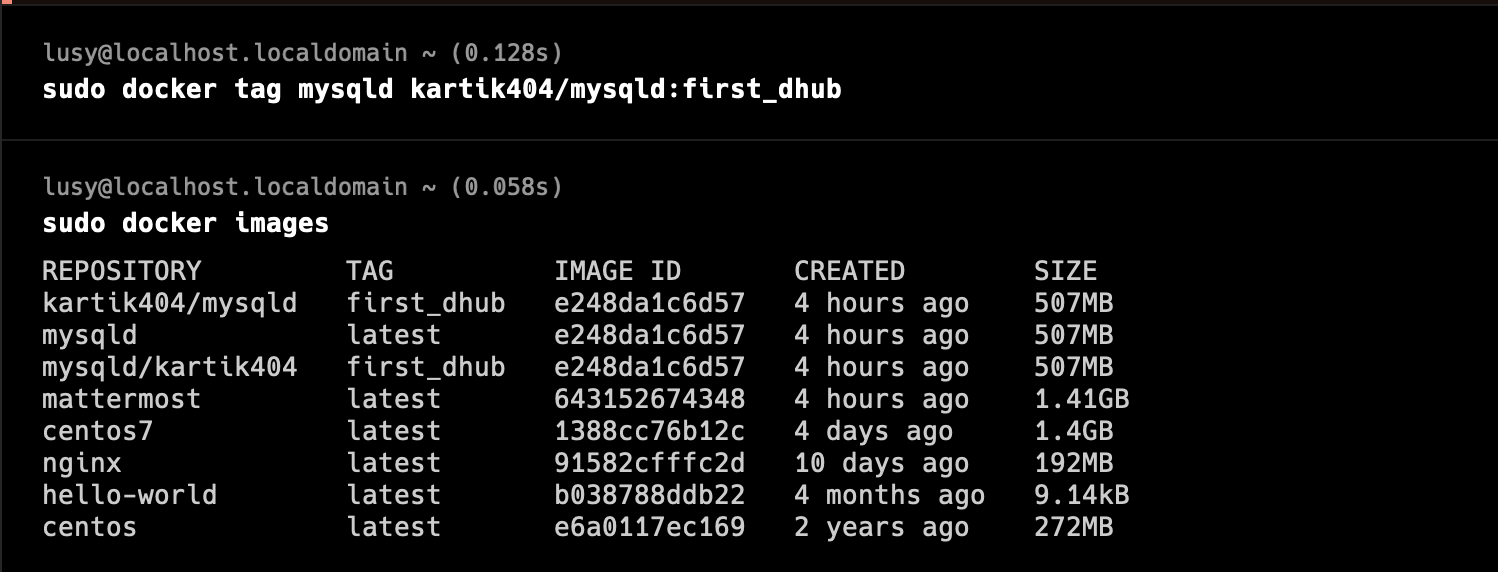 lusy@localhost.localdomain ~ (0.128s)
sudo docker tag mysqld kartik404/mysqld:first_dhub
lusy@localhost.localdomain ~ (0.058s)
sudo docker images
REPOSITORY TAG IMAGE ID CREATED SIZE
kartik404/mysqld first_dhub e248da1c6d57 4 hours ago 507MB
mysqld latest e248da1c6d57 4 hours ago 507MB
mysqld/kartik404 first_dhub e248da1c6d57 4 hours ago 507MB
mattermost latest 643152674348 4 hours ago 1.41GB
centos7 latest 1388cc76b12c 4 days ago 1.4GB
nginx latest 91582cfffc2d 10 days ago 192MB
hello-world latest b038788ddb22 4 months ago 9.14kB
centos latest e6a0117ec169 2 years ago 272MB